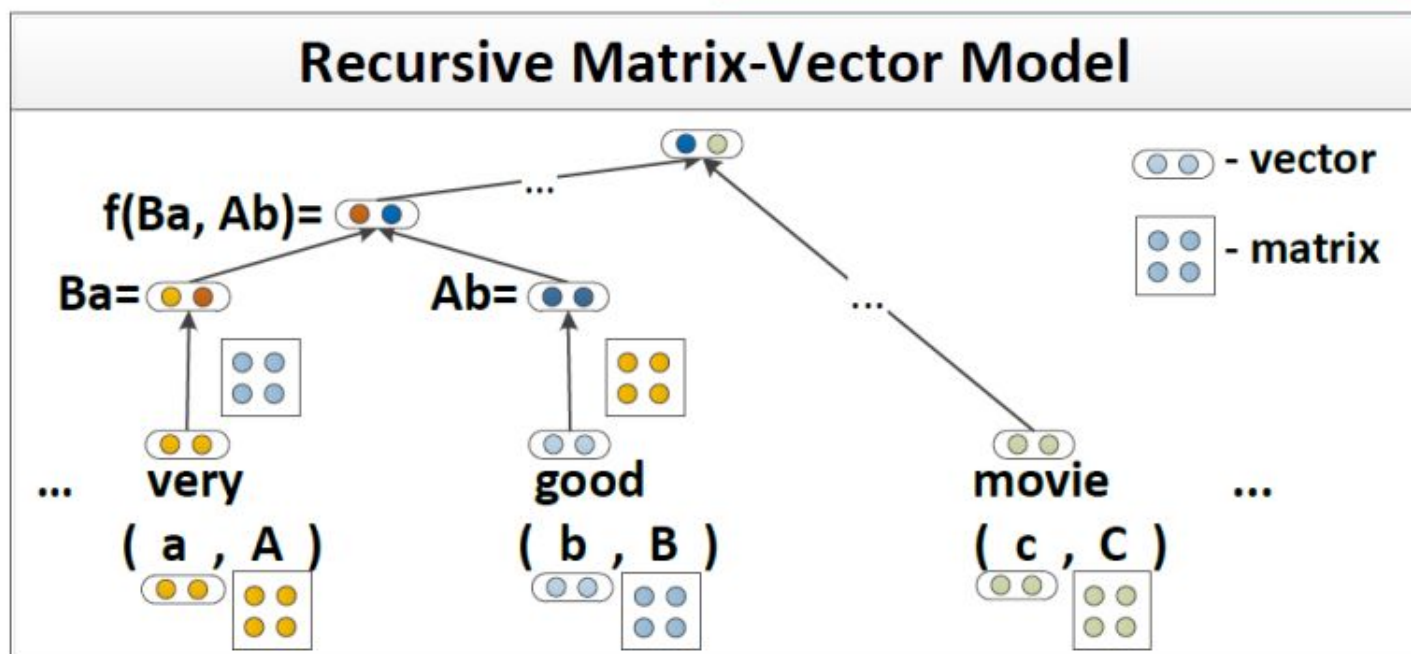 Recursive Matrix-Vector Model
- vector
...
f(Ba, Ab)=
- matrix
Ba=
Ab=
...
... very good movie ...
( a , A ) ( b , B ) ( c , C )